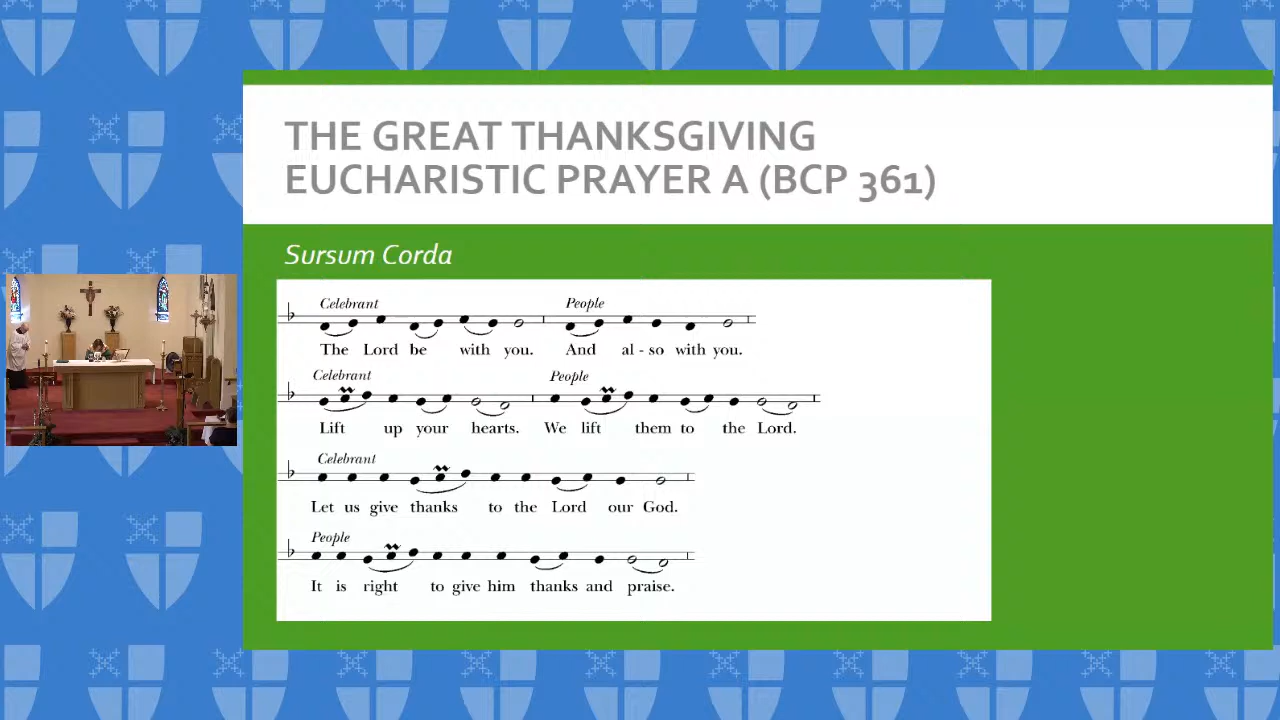 THE GREAT THANKSGIVING
EUCHARISTIC PRAYER A (BCP 361)
Sursum Corda
Celebrant People
The Lord be with you. And al - so with you.
Celebrant People
Lift up your hearts. We lift them to the Lord.
Celebrant
Let us give thanks to the Lord our God.
People
It is right to give him thanks and praise.